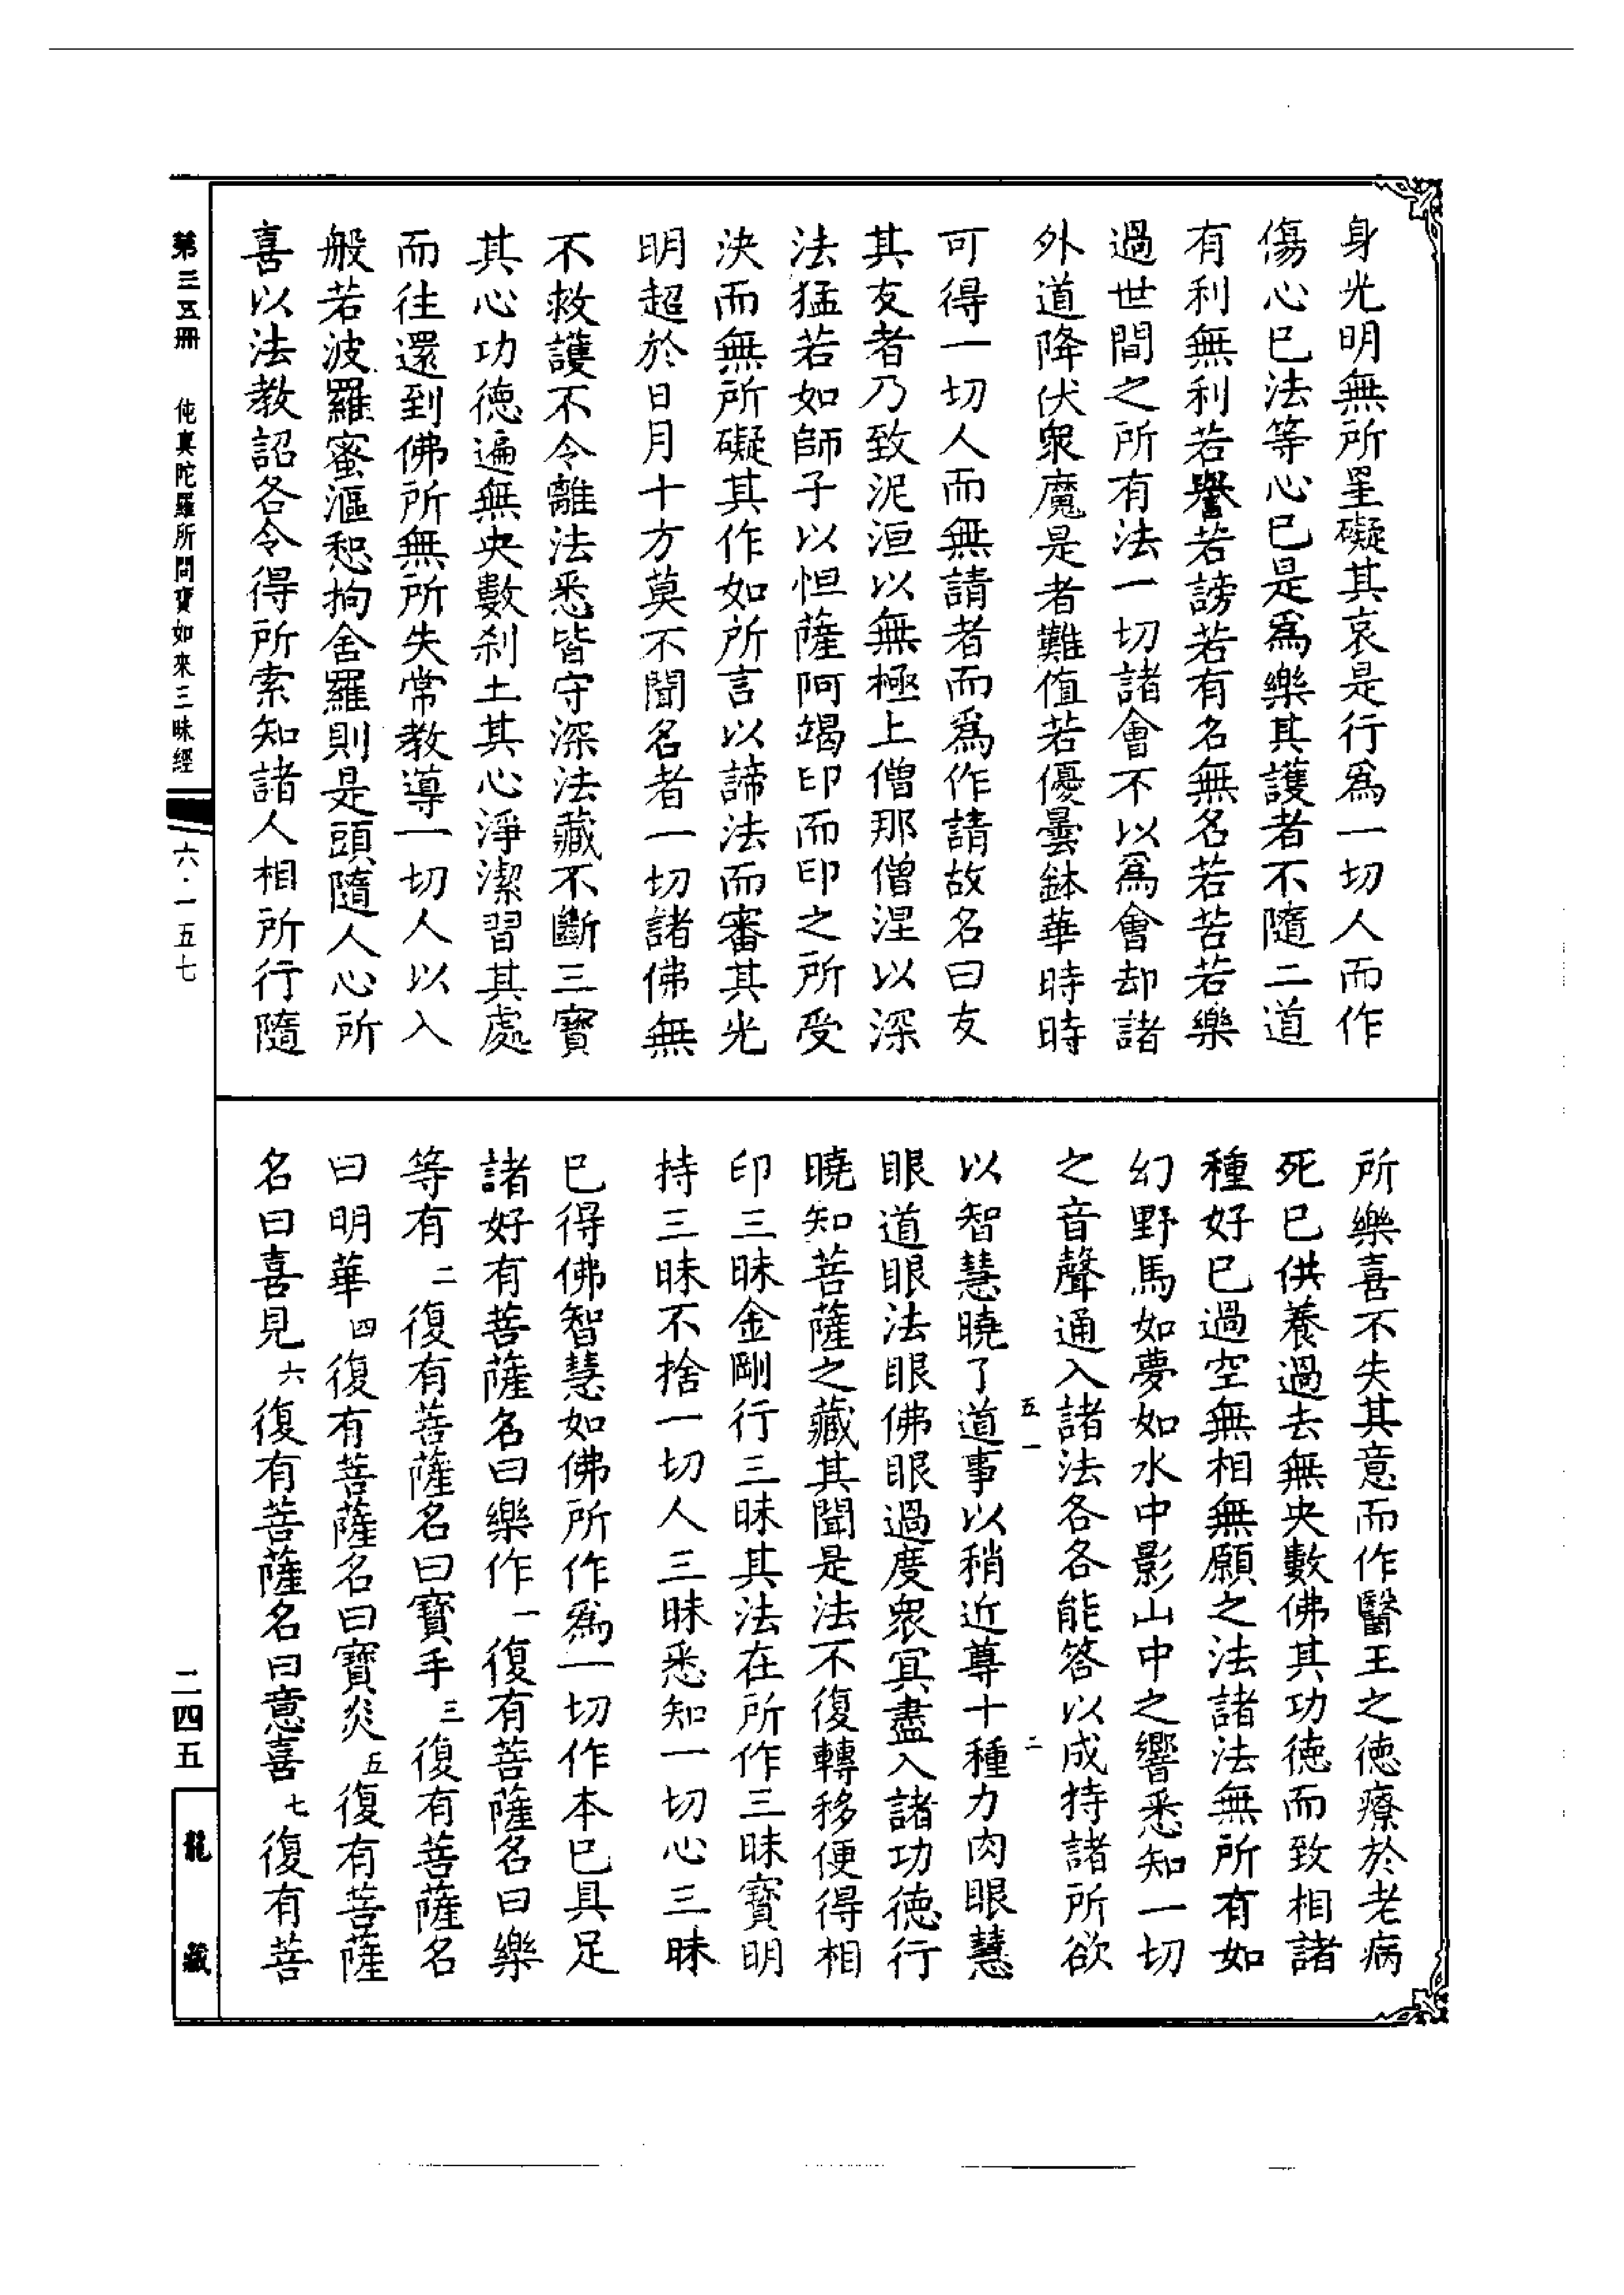 身光明無所罣礙其哀是行爲一切人而作
傷心已法等心已是爲樂其護者不隨二道
有利無利若譽若謗若有名無名若苦若樂
過世間之所有法一切諸會不以爲會却諸
外道降伏衆魔是者難值若優曇鉢華時時
可得一切人而無請者而爲作請故名曰友
其友者乃致泥洹以無極上僧那僧涅以深
法猛若如師子以怛薩阿竭印而印之所受
決而無所礙其作如所言以諦法而審其光
明超於日月十方莫不聞名者一切諸佛無
不救護不令離法悉皆守深法藏不斷三寶
其心功德遍無央數刹土其心淨潔習其處
而往還到佛所無所失常教導一切人以入
般若波羅蜜漚惒拘舍羅則是頭隨人心所
喜以法教詔各令得所索知諸人相所行隨
所樂喜不失其意而作醫王之德療於老病
死已供養過去無央數佛其功德而致相諸
種好已過空無相無願之法諸法無所有如
幻野馬如夢如水中影山中之響悉知一切
之音聲通入諸法各各能答以成持諸所欲
五一 二
以智慧曉了道事以稍近尊十種力肉眼慧
眼道眼法眼佛眼過度衆冥盡入諸功德行
曉知菩薩之藏其聞是法不復轉移便得相
印三昧金剛行三昧其法在所作三昧寶明
持三昧不捨一切人三昧悉知一切心三昧
已得佛智慧如佛所作爲一切作本已具足
諸好有菩薩名曰樂作一復有菩薩名曰樂
等有二復有菩薩名曰寶手三復有菩薩名
曰明華四復有菩薩名曰寶炎五復有菩薩
名曰喜見六復有菩薩名曰意喜七復有菩
第三五冊 伅真陀羅所問寶如來三昧經 六·一五七
二四五 龍藏